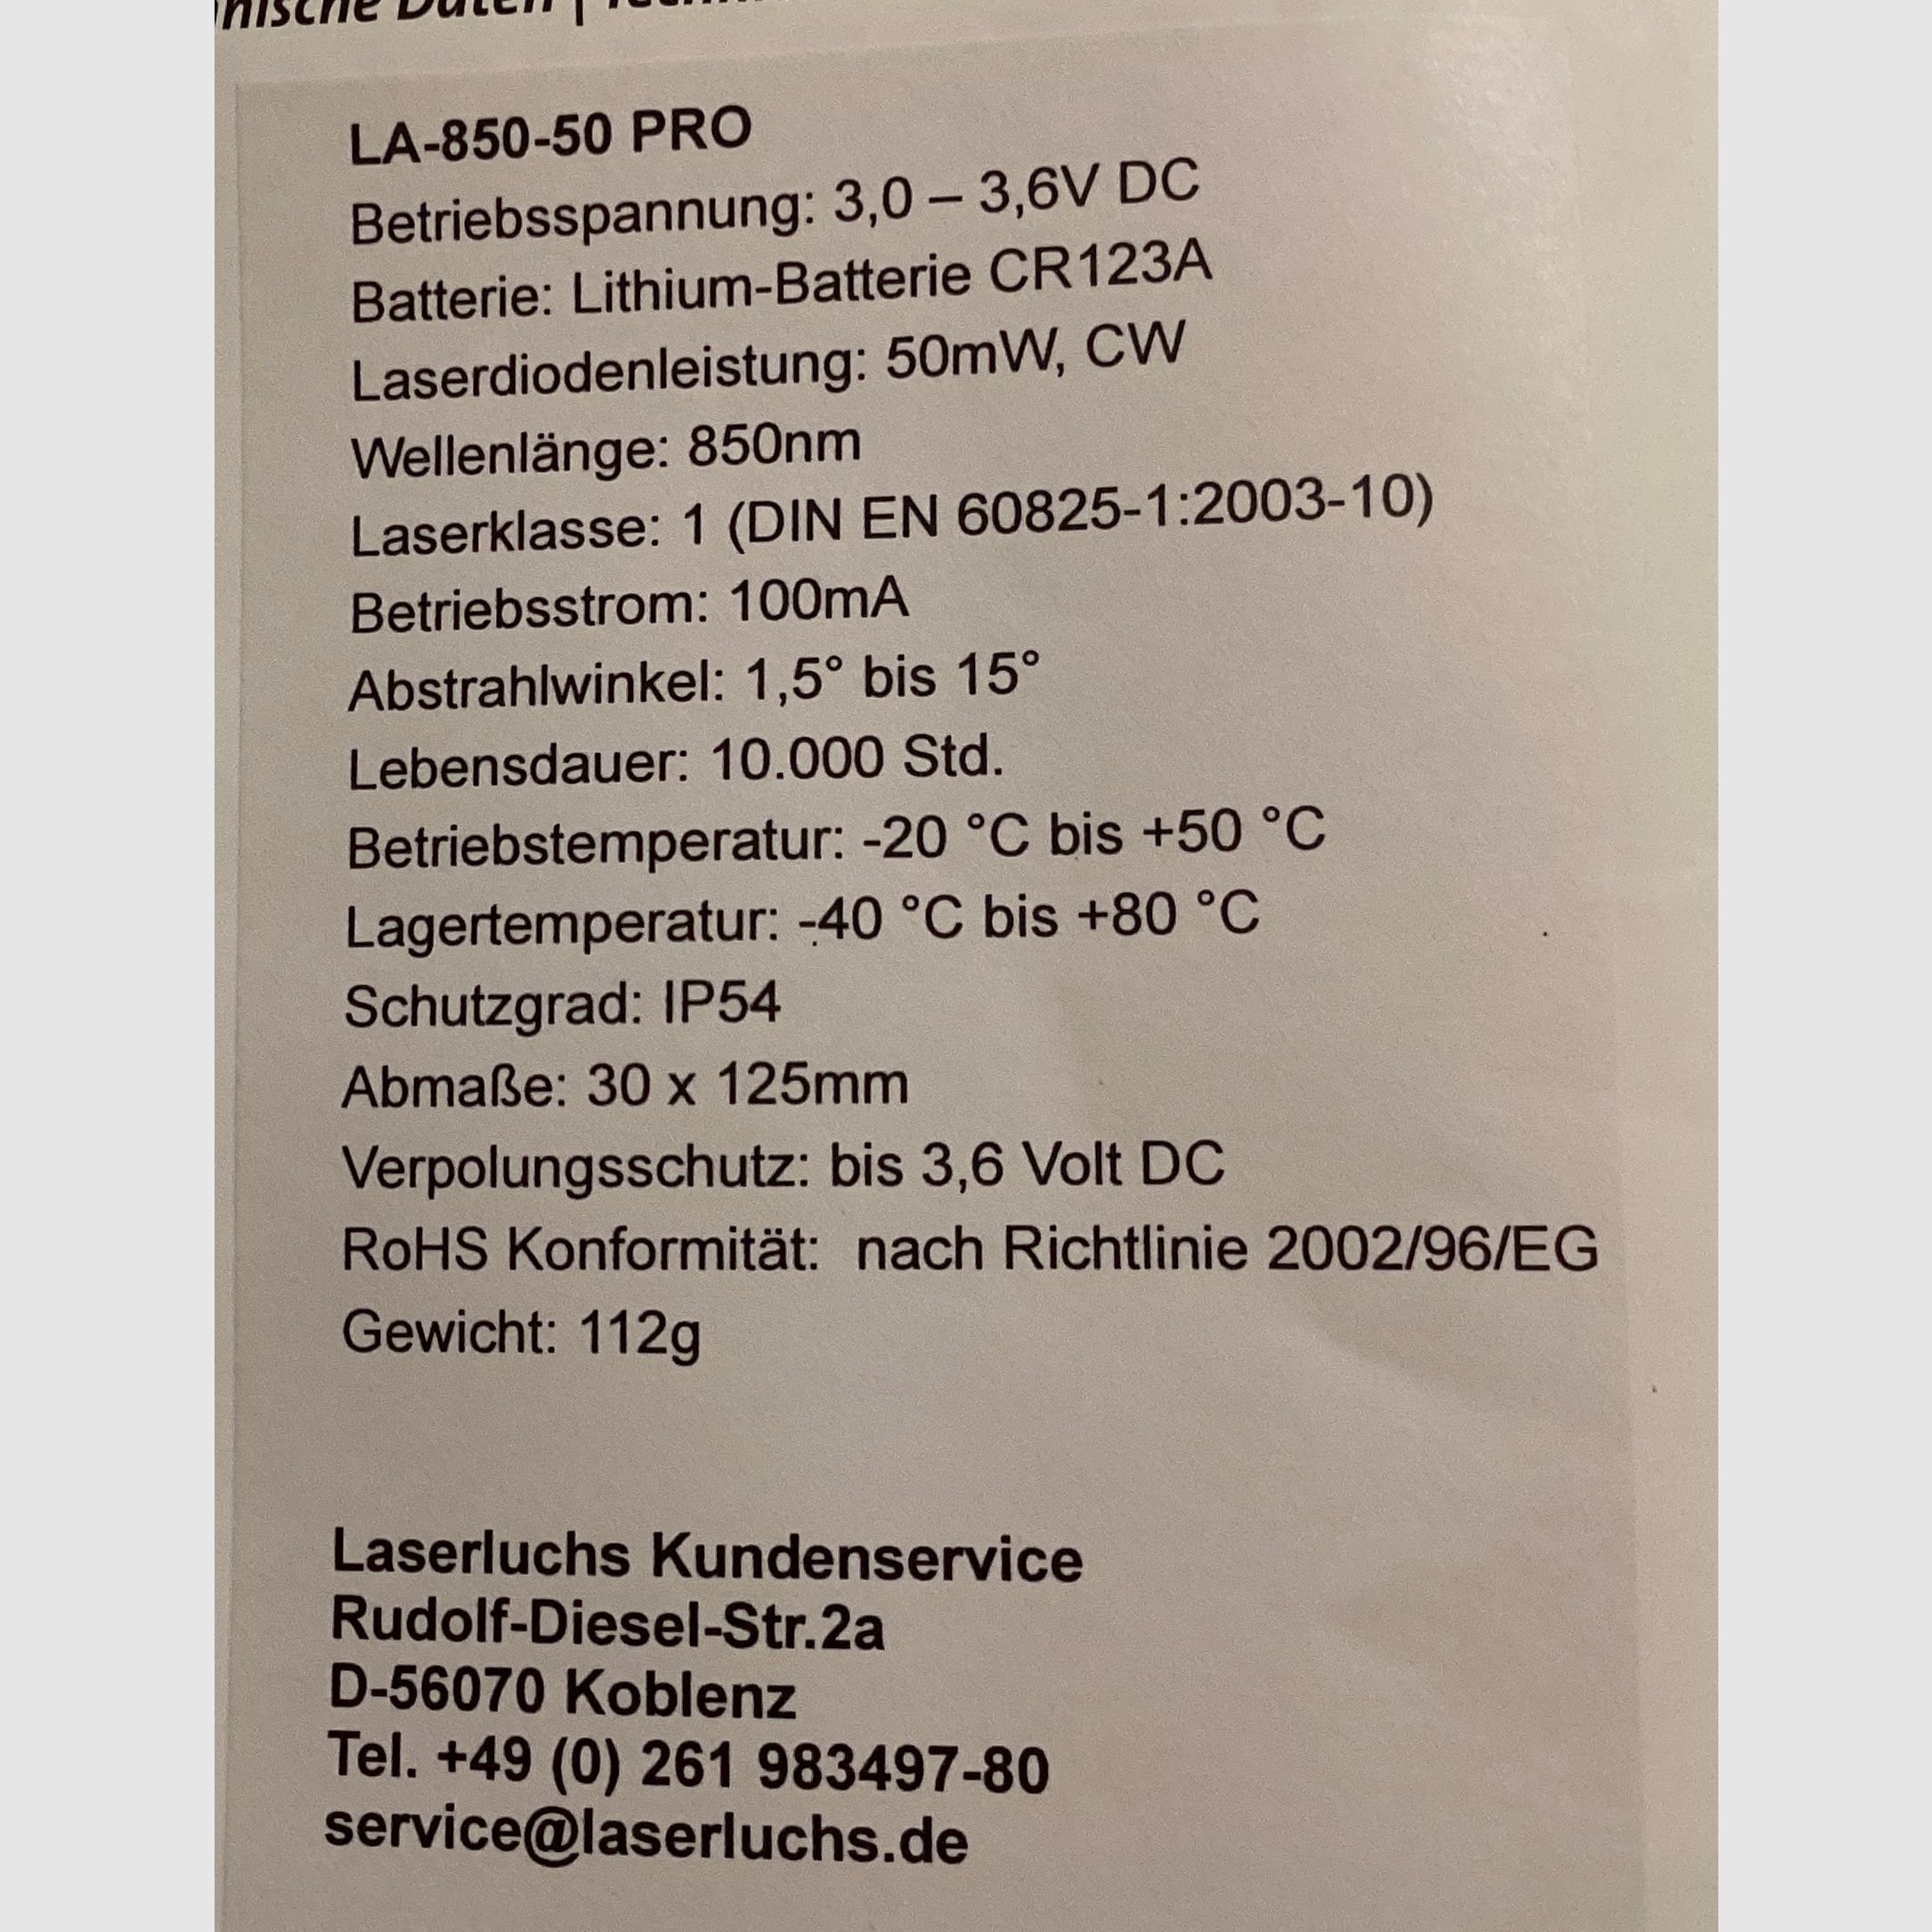 Daten |
LA-850-50 PRO
Betriebsspannung: 3,0 – 3,6V DC
Batterie: Lithium-Batterie CR123A
Laserdiodenleistung: 50mW, CW
Wellenlänge: 850nm
Laserklasse: 1 (DIN EN 60825-1:2003-10)
Betriebsstrom: 100mA
Abstrahlwinkel: 1,5° bis 15°
Lebensdauer: 10.000 Std.
Betriebstemperatur: -20 °C bis +50 °C
Lagertemperatur: -40 °C bis +80 °C
Schutzgrad: IP54
Abmaße: 30 x 125mm
Verpolungsschutz: bis 3,6 Volt DC
RoHS Konformität:  nach Richtlinie 2002/96/EG
Gewicht: 112g
Laserluchs Kundenservice
Rudolf-Diesel-Str.2a
D-56070 Koblenz
Tel. +49 (0) 261 983497-80
service@laserluchs.de